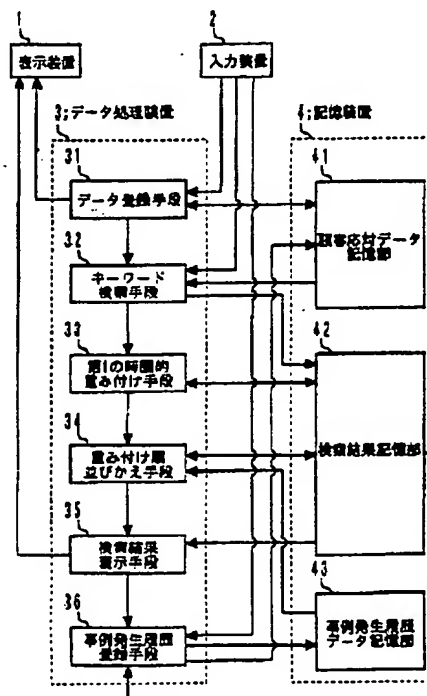 1
表示装置
2
入力装置
3;データ処理装置
4;記憶装置
31
データ登録手段
32
キーワード
検索手段
33
第1の時間的
重み付け手段
34
重み付け順
並びかえ手段
35
検索結果
表示手段
36
事例発生履歴
登録手段
41
顧客応対データ
記憶部
42
検索結果記憶部
43
事例発生履歴
データ記憶部